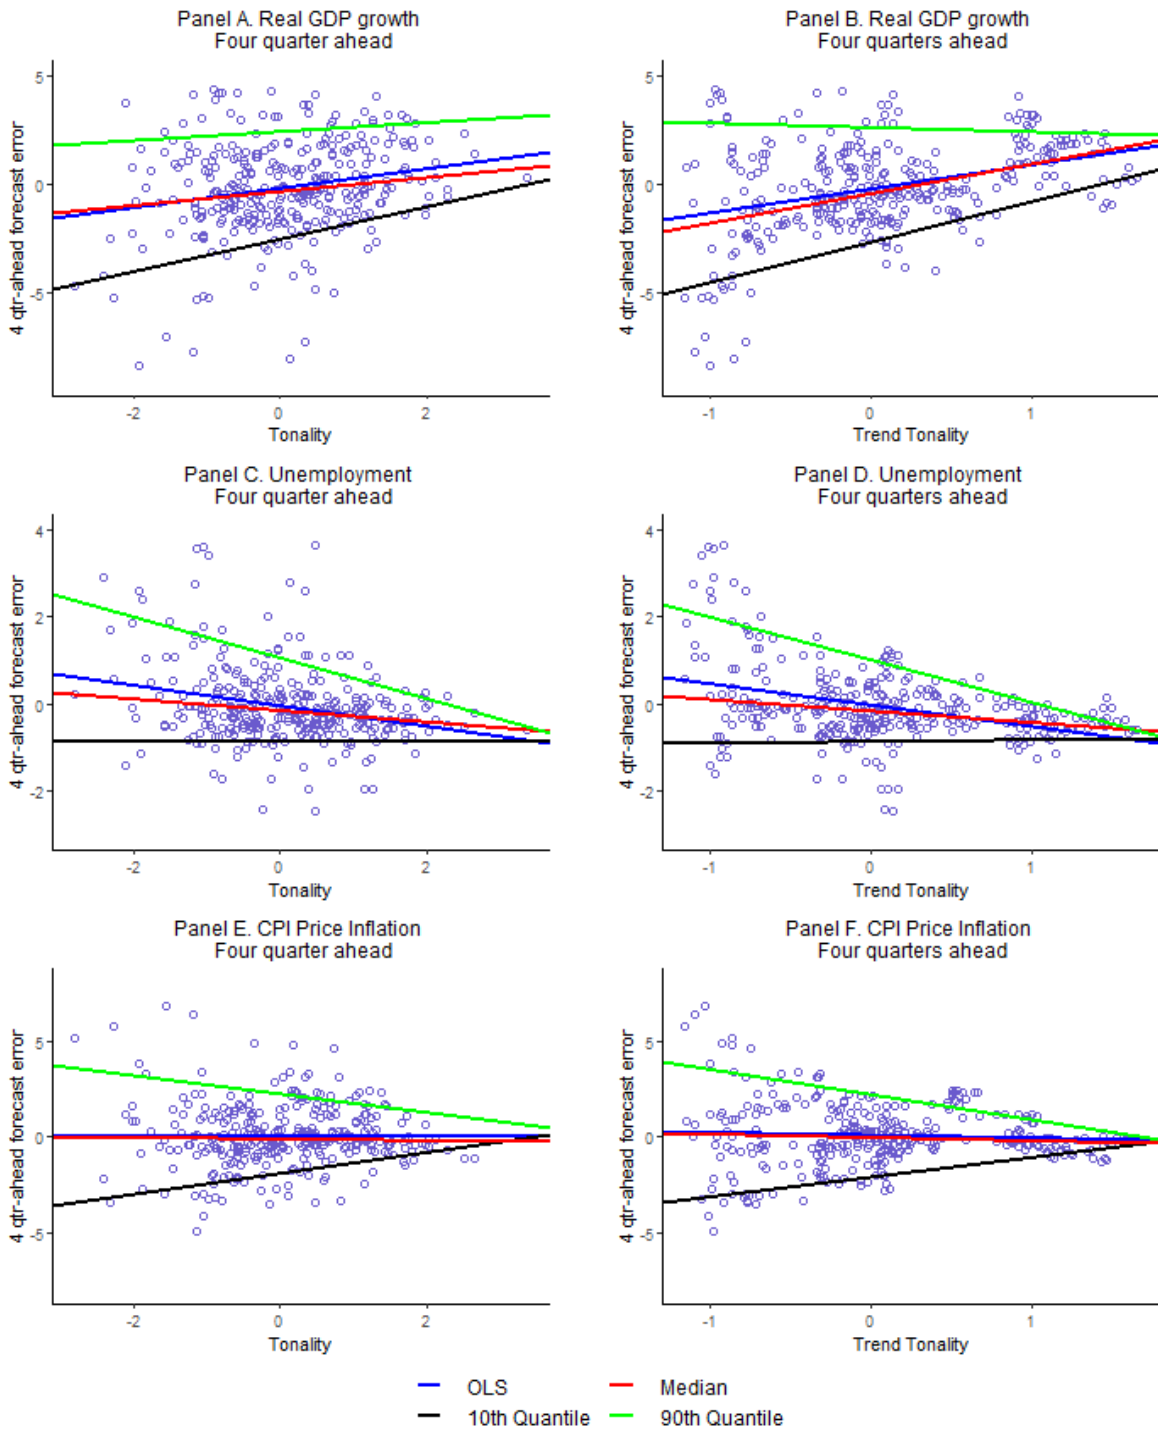 Panel A. Real GDP growth
Four quarter ahead
4 qtr-ahead forecast error
5
0
-5
-2
0
2
Tonality
Panel B. Real GDP growth
Four quarters ahead
4 qtr-ahead forecast error
5
0
-5
-1
0
1
Trend Tonality
Panel C. Unemployment
Four quarter ahead
4 qtr-ahead forecast error
4
2
0
-2
-2
0
2
Tonality
Panel D. Unemployment
Four quarters ahead
4 qtr-ahead forecast error
4
2
0
-2
-1
0
1
Trend Tonality
Panel E. CPI Price Inflation
Four quarter ahead
4 qtr-ahead forecast error
5
0
-5
-2
0
2
Tonality
Panel F. CPI Price Inflation
Four quarters ahead
4 qtr-ahead forecast error
5
0
-5
-1
0
1
Trend Tonality
OLS
Median
10th Quantile
90th Quantile